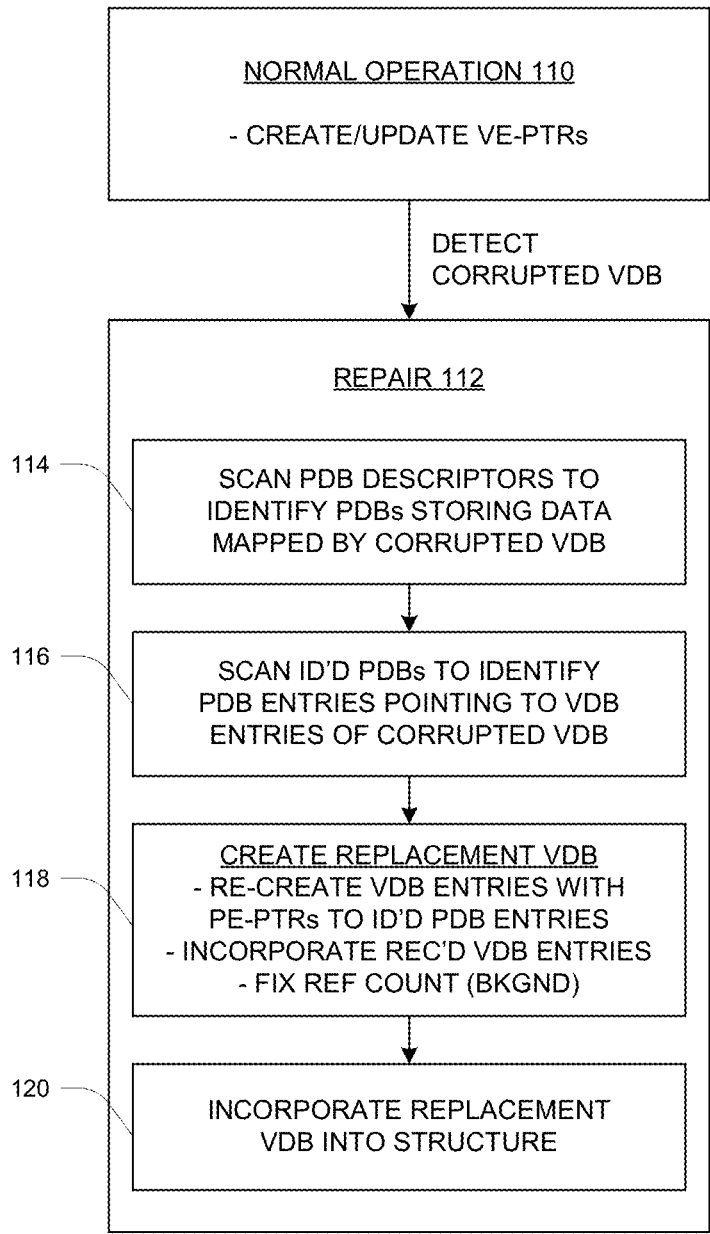 NORMAL OPERATION 110
- CREATE/UPDATE VE-PTRs
DETECT
CORRUPTED VDB
REPAIR 112
114
SCAN PDB DESCRIPTORS TO
IDENTIFY PDBs STORING DATA
MAPPED BY CORRUPTED VDB
116
SCAN ID'D PDBs TO IDENTIFY
PDB ENTRIES POINTING TO VDB
ENTRIES OF CORRUPTED VDB
118
CREATE REPLACEMENT VDB
- RE-CREATE VDB ENTRIES WITH
PE-PTRs TO ID'D PDB ENTRIES
- INCORPORATE REC'D VDB ENTRIES
- FIX REF COUNT (BKGND)
120
INCORPORATE REPLACEMENT
VDB INTO STRUCTURE